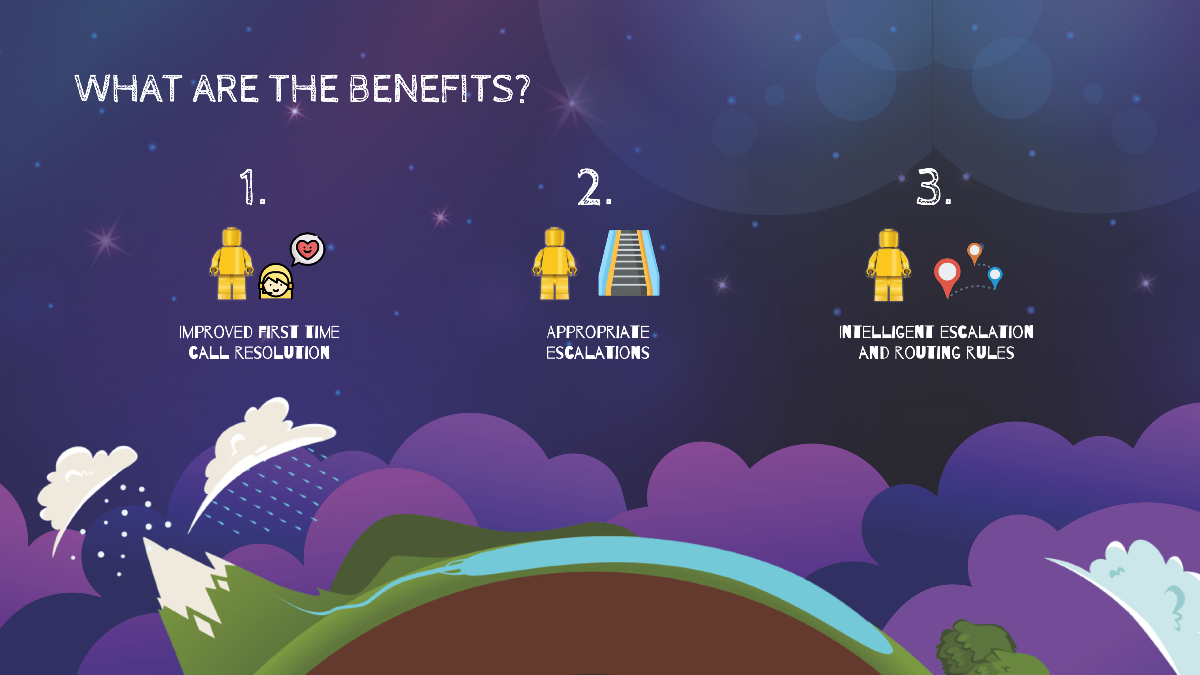 WHAT ARE THE BENEFITS?
1.
2.
3.
IMPROVED FIRST TIME
CALL RESOLUTION
APPROPRIATE
ESCALATIONS
INTELLIGENT ESCALATION
AND ROUTING RULES